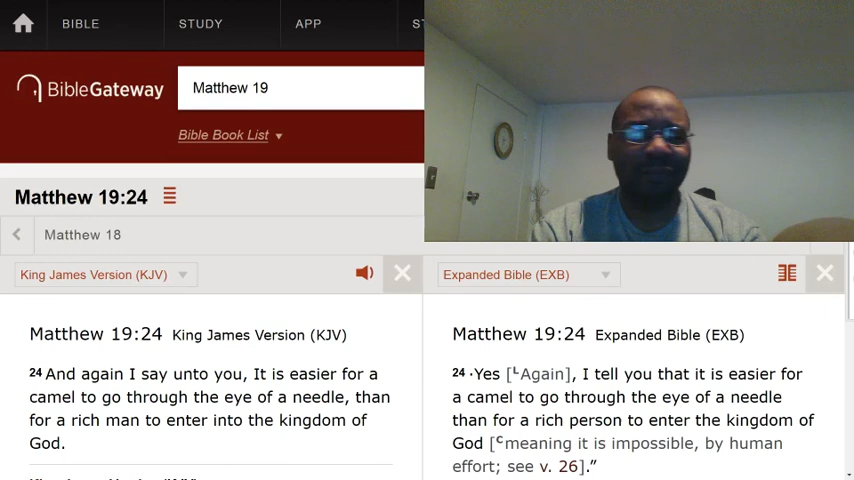 BIBLE STUDY APP
BibleGateway
Matthew 19
Bible Book List
Matthew 19:24
Matthew 18
King James Version (KJV)
Matthew 19:24 King James Version (KJV)
24 And again I say unto you, It is easier for a
camel to go through the eye of a needle, than
for a rich man to enter into the kingdom of
God.
Expanded Bible (EXB)
Matthew 19:24 Expanded Bible (EXB)
24 ·Yes [ᴸAgain], I tell you that it is easier for
a camel to go through the eye of a needle
than for a rich person to enter the kingdom of
God [ᶜmeaning it is impossible, by human
effort; see v. 26].”